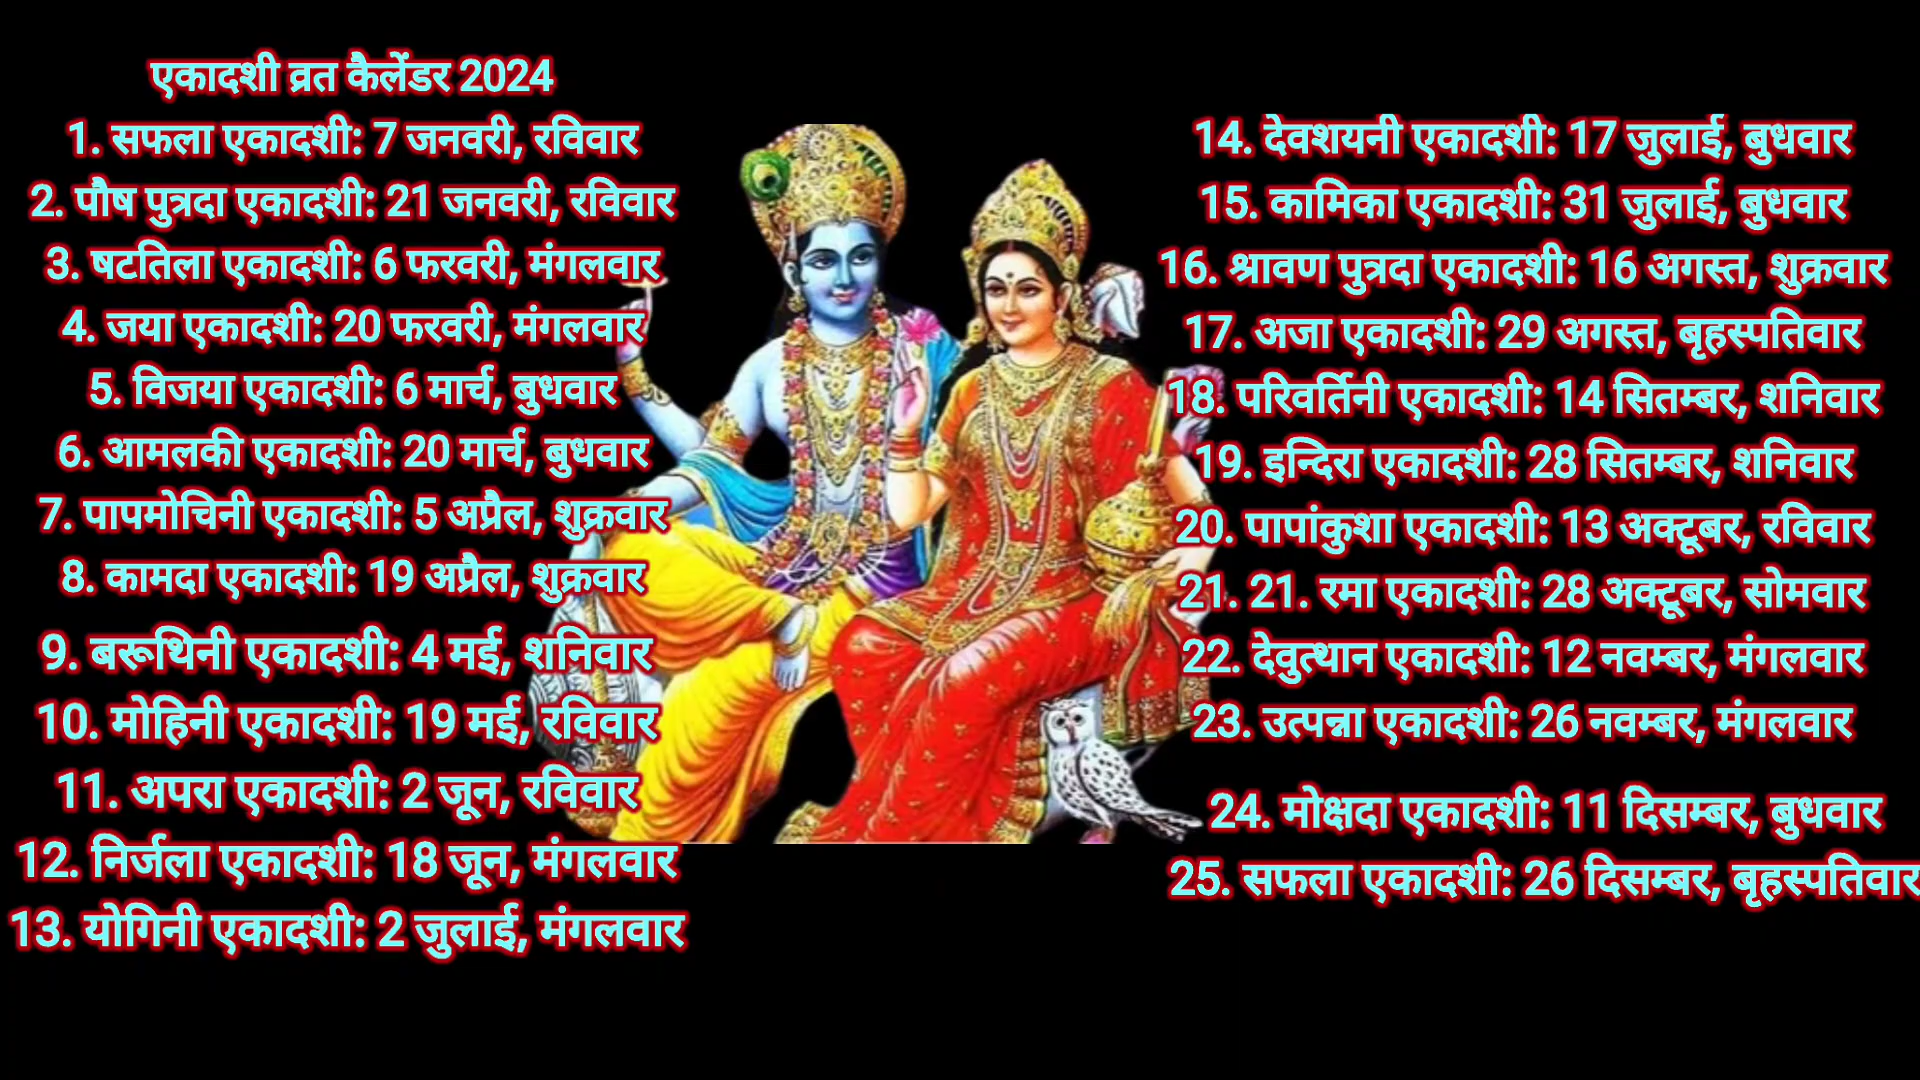 एकादशी व्रत कैलेंडर 2024
1. सफला एकादशी: 7 जनवरी, रविवार
2. पौष पुत्रदा एकादशी: 21 जनवरी, रविवार
3. षटतिला एकादशी: 6 फरवरी, मंगलवार
4. जया एकादशी: 20 फरवरी, मंगलवार
5. विजया एकादशी: 6 मार्च, बुधवार
6. आमलकी एकादशी: 20 मार्च, बुधवार
7. पापमोचिनी एकादशी: 5 अप्रैल, शुक्रवार
8. कामदा एकादशी: 19 अप्रैल, शुक्रवार
9. बरूथिनी एकादशी: 4 मई, शनिवार
10. मोहिनी एकादशी: 19 मई, रविवार
11. अपरा एकादशी: 2 जून, रविवार
12. निर्जला एकादशी: 18 जून, मंगलवार
13. योगिनी एकादशी: 2 जुलाई, मंगलवार
14. देवशयनी एकादशी: 17 जुलाई, बुधवार
15. कामिका एकादशी: 31 जुलाई, बुधवार
16. श्रावण पुत्रदा एकादशी: 16 अगस्त, शुक्रवार
17. अजा एकादशी: 29 अगस्त, बृहस्पतिवार
18. परिवर्तिनी एकादशी: 14 सितम्बर, शनिवार
19. इन्दिरा एकादशी: 28 सितम्बर, शनिवार
20. पापांकुशा एकादशी: 13 अक्टूबर, रविवार
21. 21. रमा एकादशी: 28 अक्टूबर, सोमवार
22. देवुत्थान एकादशी: 12 नवम्बर, मंगलवार
23. उत्पन्ना एकादशी: 26 नवम्बर, मंगलवार
24. मोक्षदा एकादशी: 11 दिसम्बर, बुधवार
25. सफला एकादशी: 26 दिसम्बर, बृहस्पतिवार